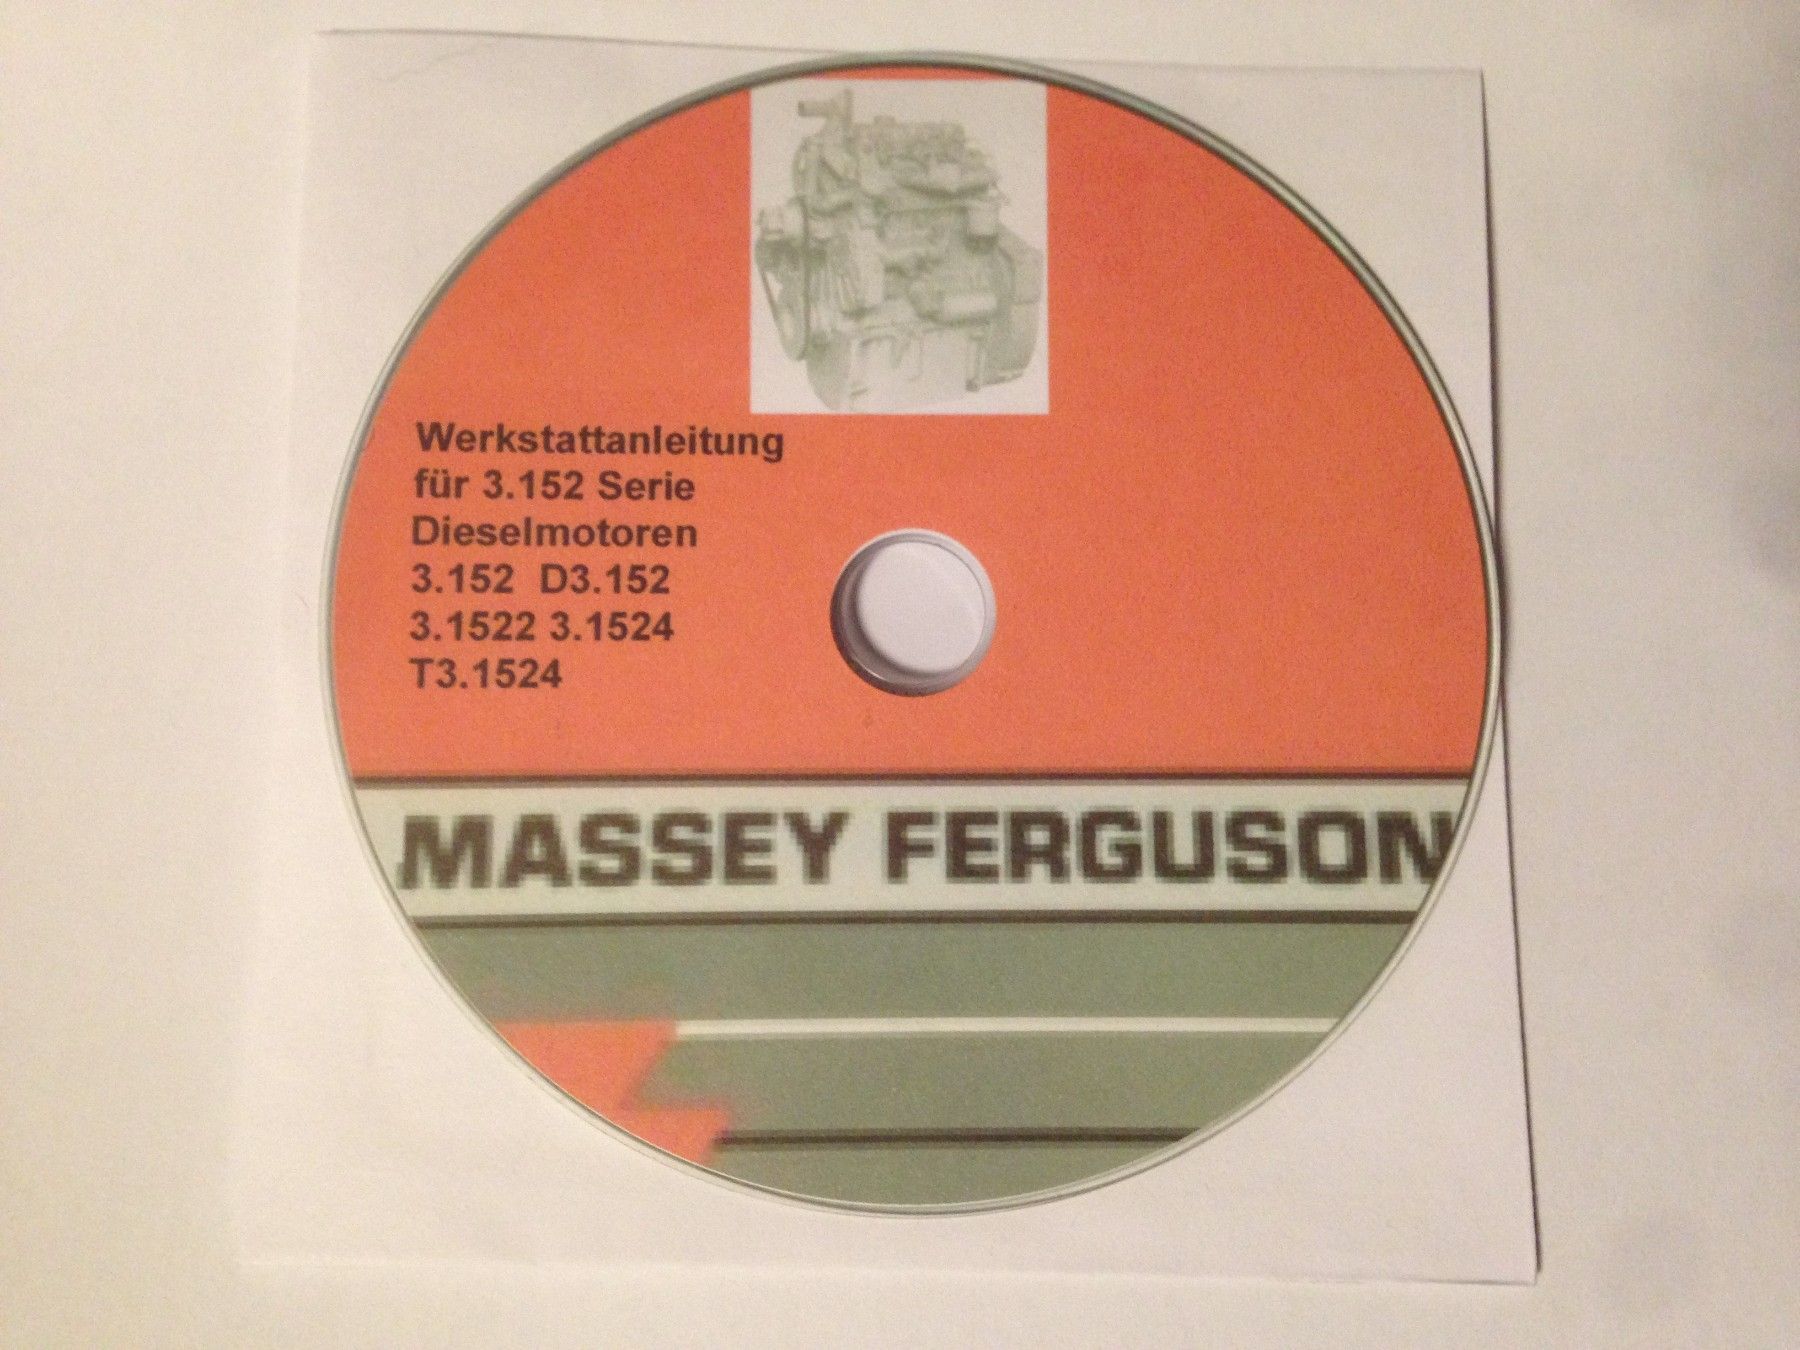 Werkstattanleitung
für 3.152 Serie
Dieselmotoren
3.152 D3.152
3.1522 3.1524
T3.1524
MASSEY FERGUSON